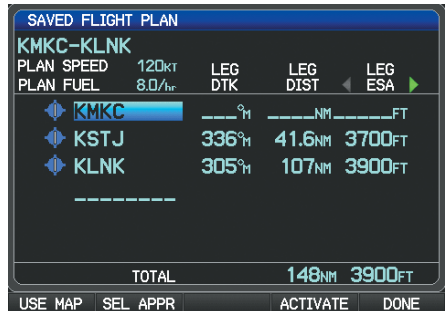 SAVED FLIGHT PLAN
KMKC-KLNK
PLAN SPEED 120KT LEG LEG LEG
PLAN FUEL 8.0/hr DTK DIST ESA
KMKC ___°M ____NM _____FT
KSTJ 336°M 41.6NM 3700FT
KLNK 305°M 107NM 3900FT
________
TOTAL 148NM 3900FT
USE MAP SEL APPR ACTIVATE DONE